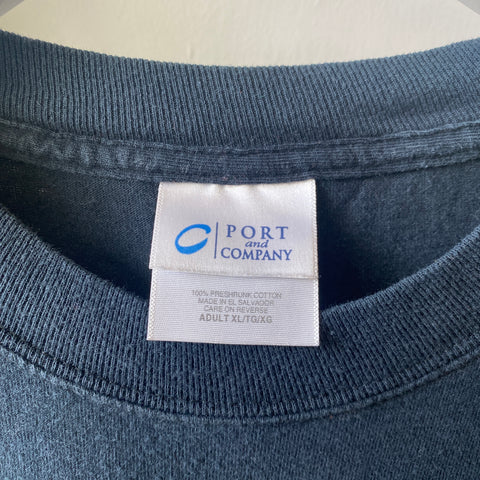 PORT
and
COMPANY
100% PRESHRUNK COTTON
MADE IN EL SALVADOR
CARE ON REVERSE
ADULT XL/TG/XG